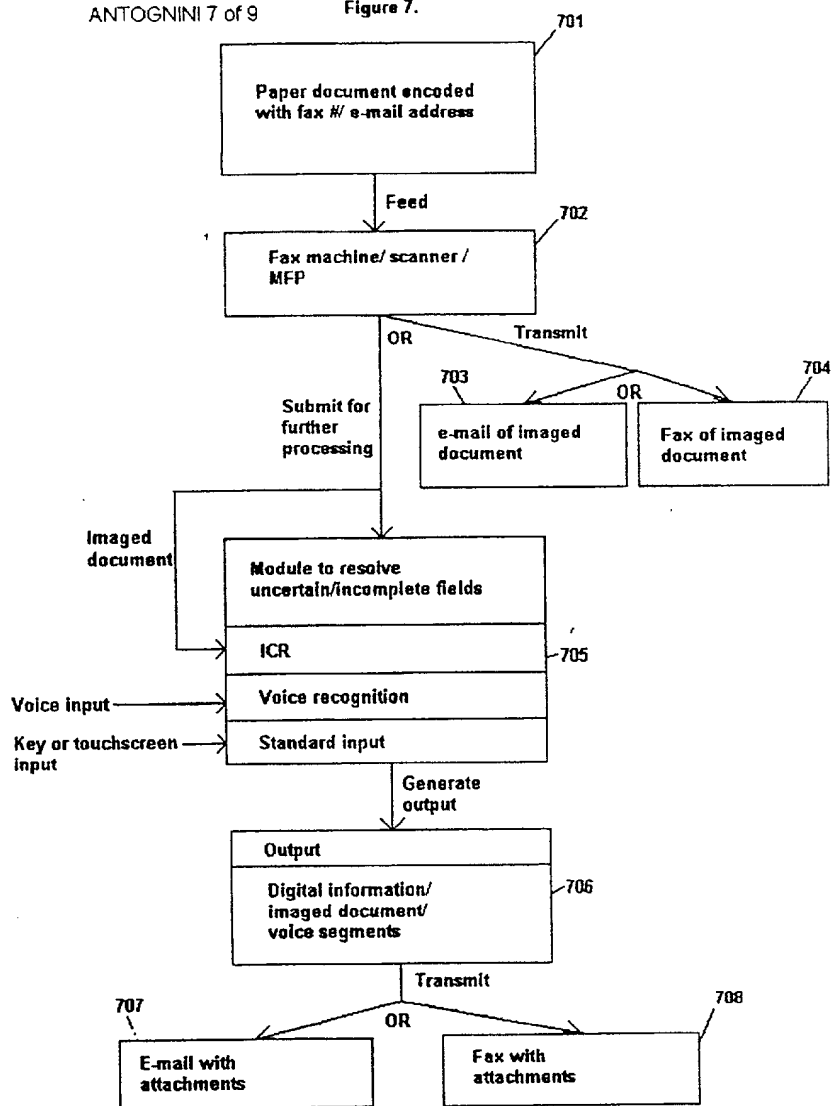 ANTOGNINI 7 of 9
Figure 7.
701
Paper document encoded
with fax #/ e-mail address
Feed
702
Fax machine/ scanner /
MFP
OR
Transmit
703
OR
704
Submit for
further
processing
e-mail of imaged
document
Fax of imaged
document
Imaged
document
Module to resolve
uncertain/incomplete fields
ICR
705
Voice input
Voice recognition
Key or touchscreen
input
Standard input
Generate
output
Output
Digital information/
imaged document/
voice segments
706
Transmit
707
OR
708
E-mail with
attachments
Fax with
attachments